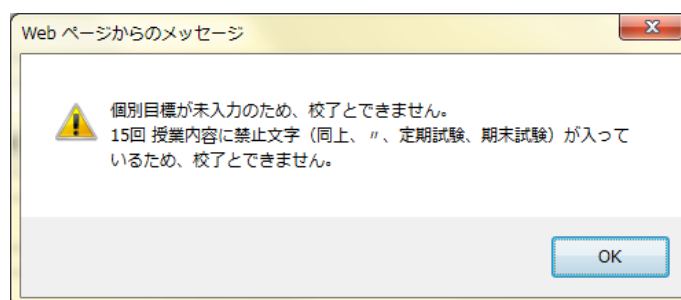 Web ページからのメッセージ
個別目標が未入力のため、校了とできません。
15回 授業内容に禁止文字（同上、〃、定期試験、期末試験）が入って
いるため、校了とできません。
OK